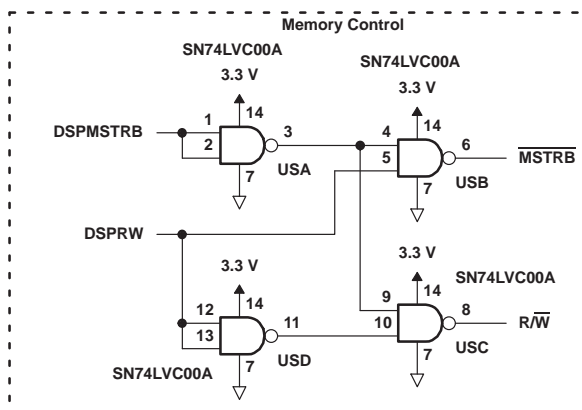 Memory Control
SN74LVC00A
SN74LVC00A
3.3 V
3.3 V
1
14
DSPMSTRB
2
3
4
14
6
5
MSTRB
7
USA
7
USB
DSPRW
3.3 V
3.3 V
SN74LVC00A
12
14
9
14
13
11
10
8
R/W
7
USD
7
USC
SN74LVC00A